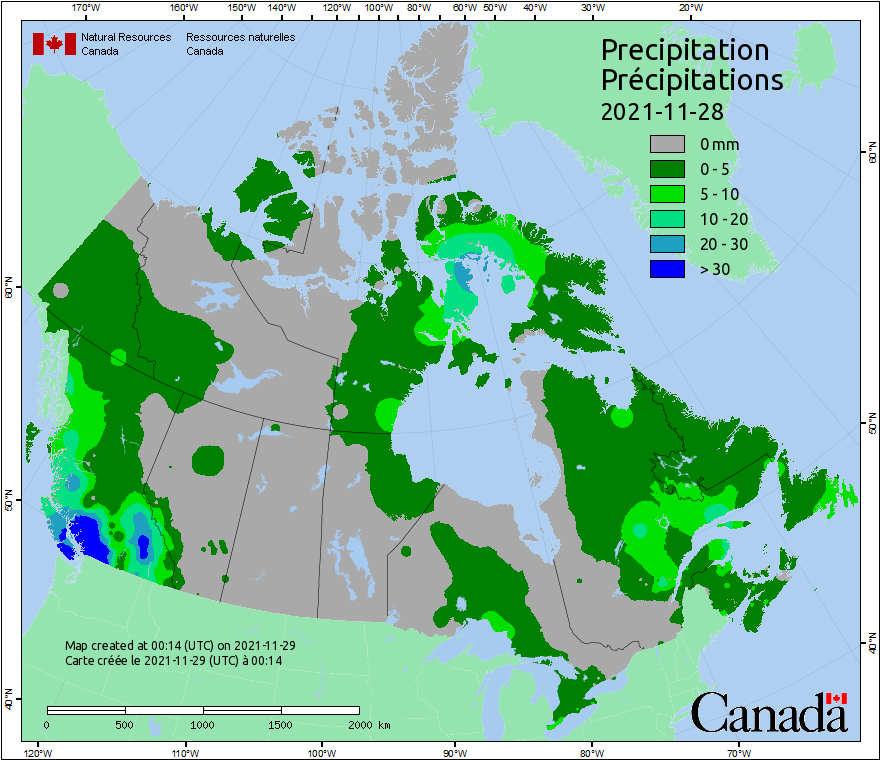 170°W 160°W 150°W 140°W 130°W 120°W 110°W 100°W 90°W 80°W 60°W 50°W 40°W 30°W 20°W
Natural Resources Ressources naturelles
Canada Canada
Precipitation
Précipitations
2021-11-28
0 mm
0 - 5
5 - 10
10 - 20
20 - 30
> 30
60°N
60°N
50°N
50°N
40°N
40°N
Map created at 00:14 (UTC) on 2021-11-29
Carte créée le 2021-11-29 (UTC) à 00:14
0 500 1000 1500 2000 km
Canada
120°W 110°W 100°W 90°W 80°W 70°W